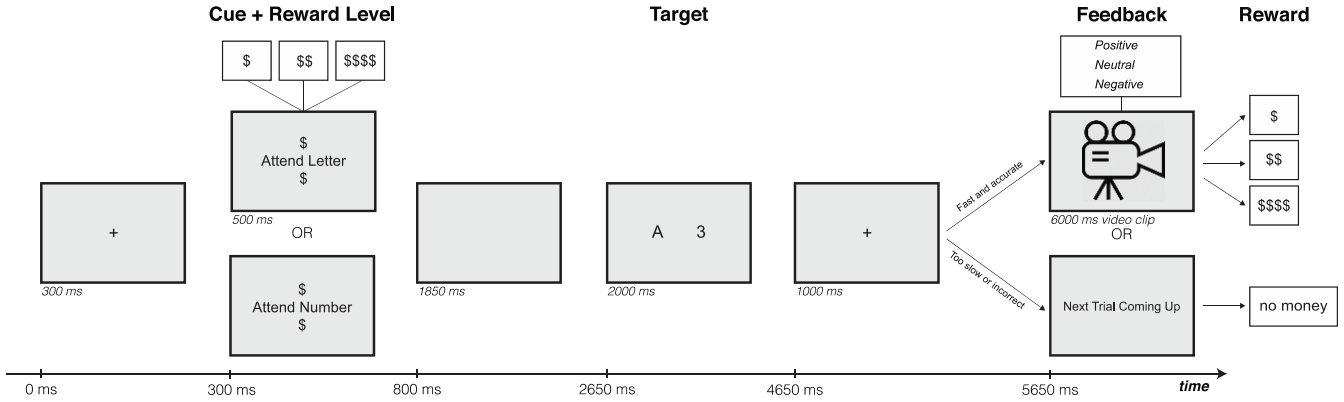 Cue + Reward Level
Target
Feedback
Reward
$
$$
$$$$
Positive
Neutral
Negative
$
Attend Letter
$
500 ms
OR
$
Attend Number
$
+
300 ms
1850 ms
A 3
2000 ms
+
1000 ms
Fast and accurate
Too slow or incorrect
6000 ms video clip
OR
Next Trial Coming Up
$
$$
$$$$
no money
0 ms
300 ms
800 ms
2650 ms
4650 ms
5650 ms
time